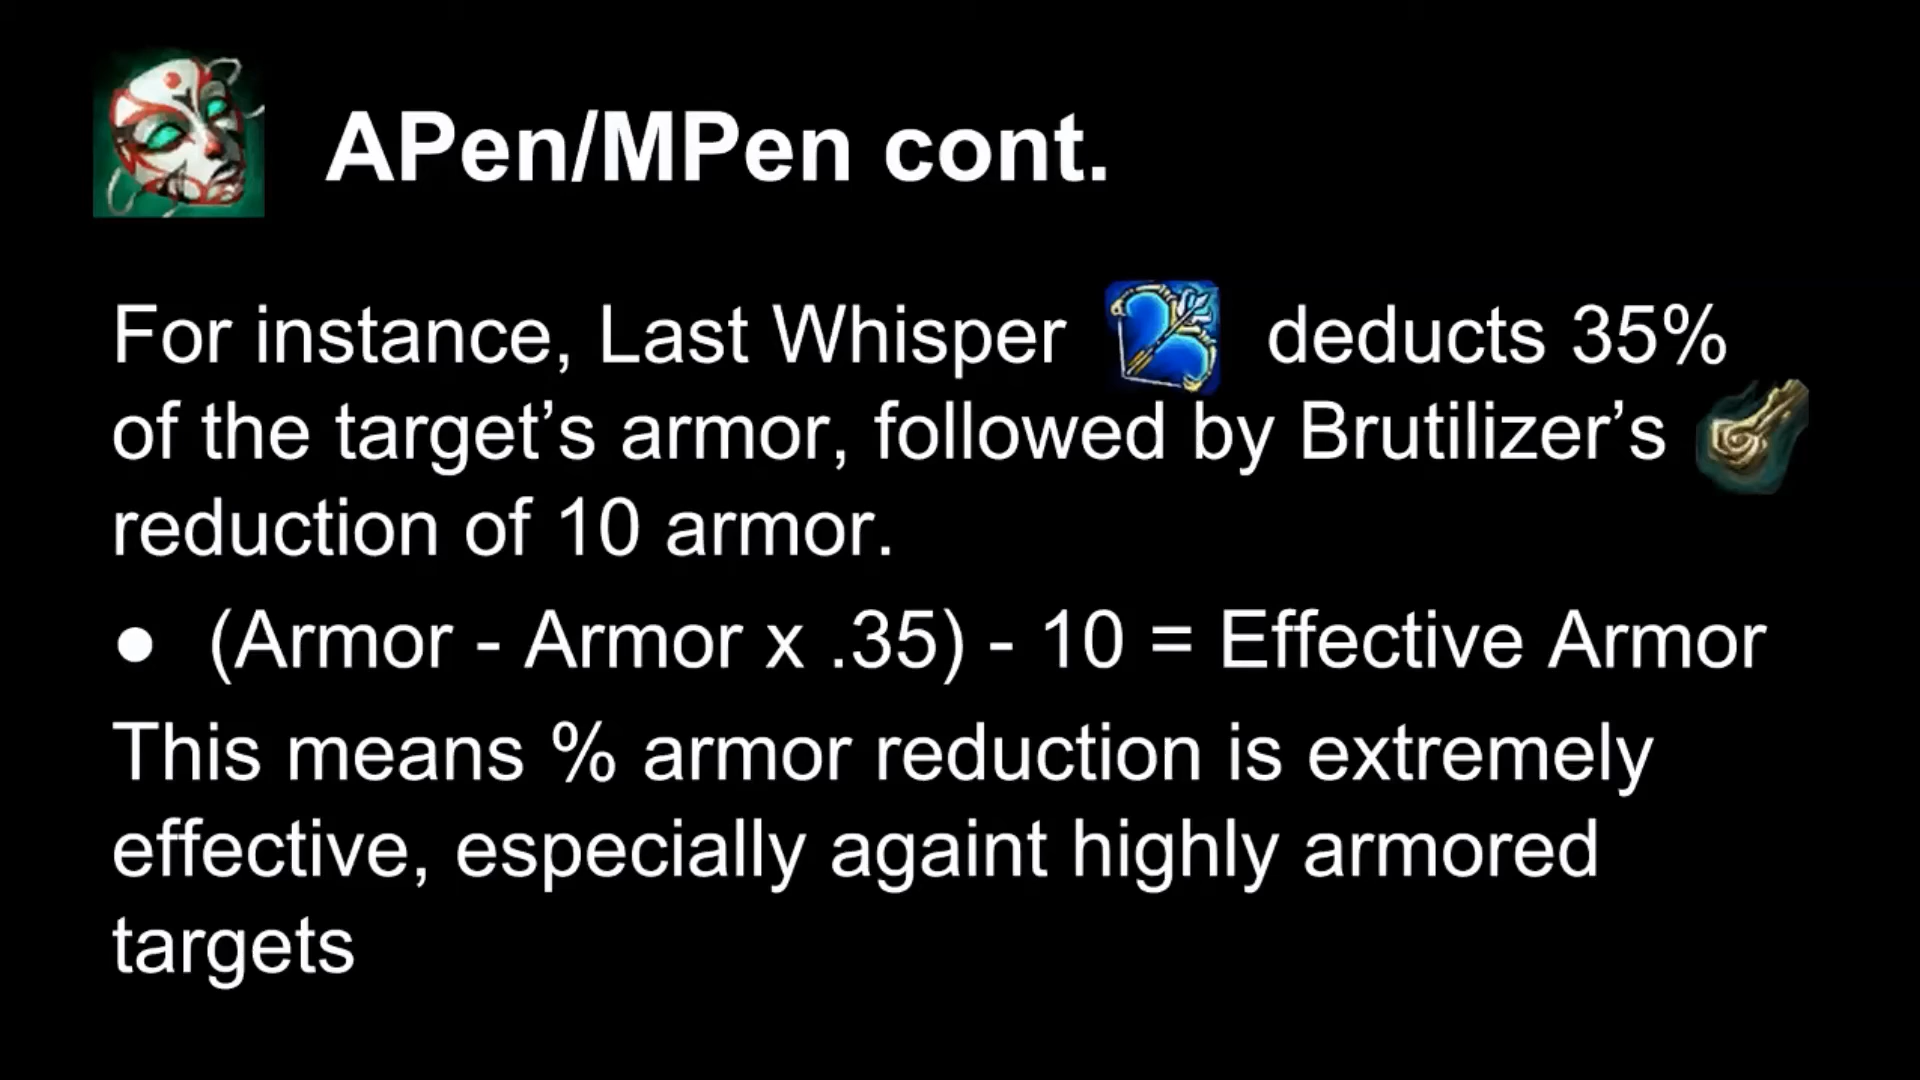 APen/MPen cont.
For instance, Last Whisper deducts 35%
of the target’s armor, followed by Brutilizer’s
reduction of 10 armor.
● (Armor - Armor x .35) - 10 = Effective Armor
This means % armor reduction is extremely
effective, especially againt highly armored
targets